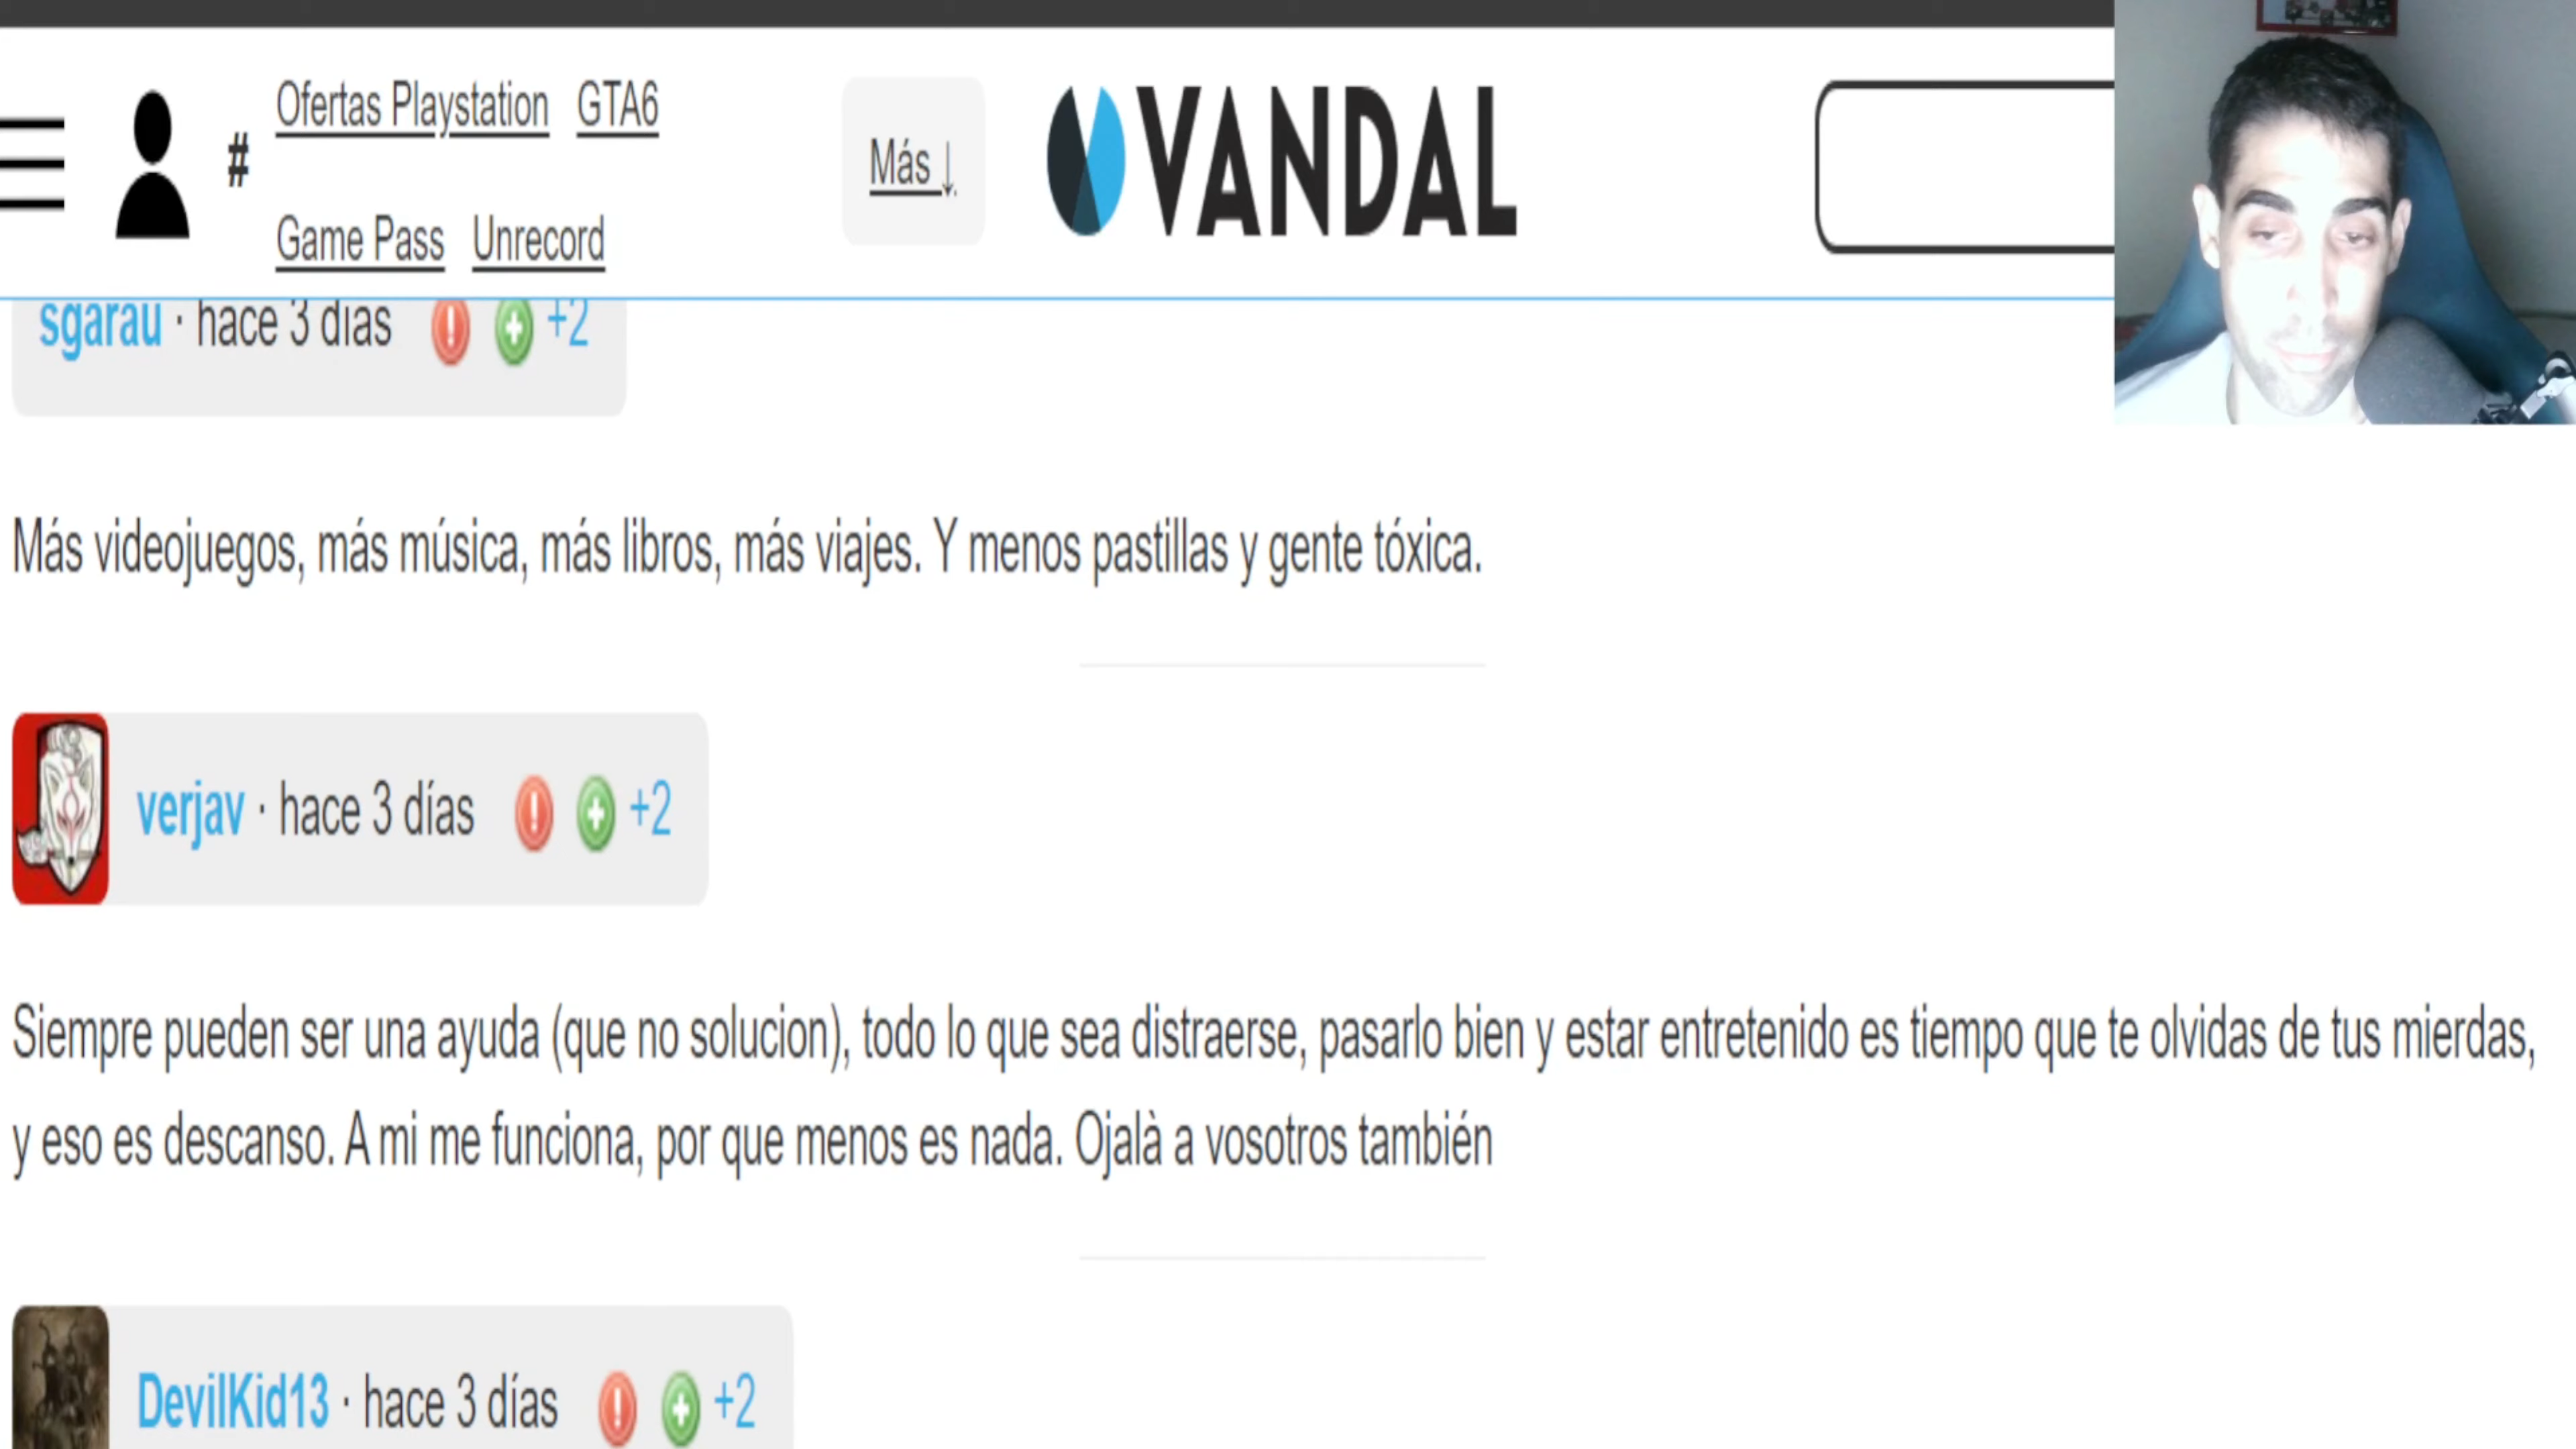 Ofertas Playstation GTA6
#
Más ↓
VANDAL
Game Pass Unrecord
sgarau · hace 3 días +2
Más videojuegos, más música, más libros, más viajes. Y menos pastillas y gente tóxica.
verjav · hace 3 días +2
Siempre pueden ser una ayuda (que no solucion), todo lo que sea distraerse, pasarlo bien y estar entretenido es tiempo que te olvidas de tus mierdas,
y eso es descanso. A mi me funciona, por que menos es nada. Ojalà a vosotros también
DevilKid13 · hace 3 días +2